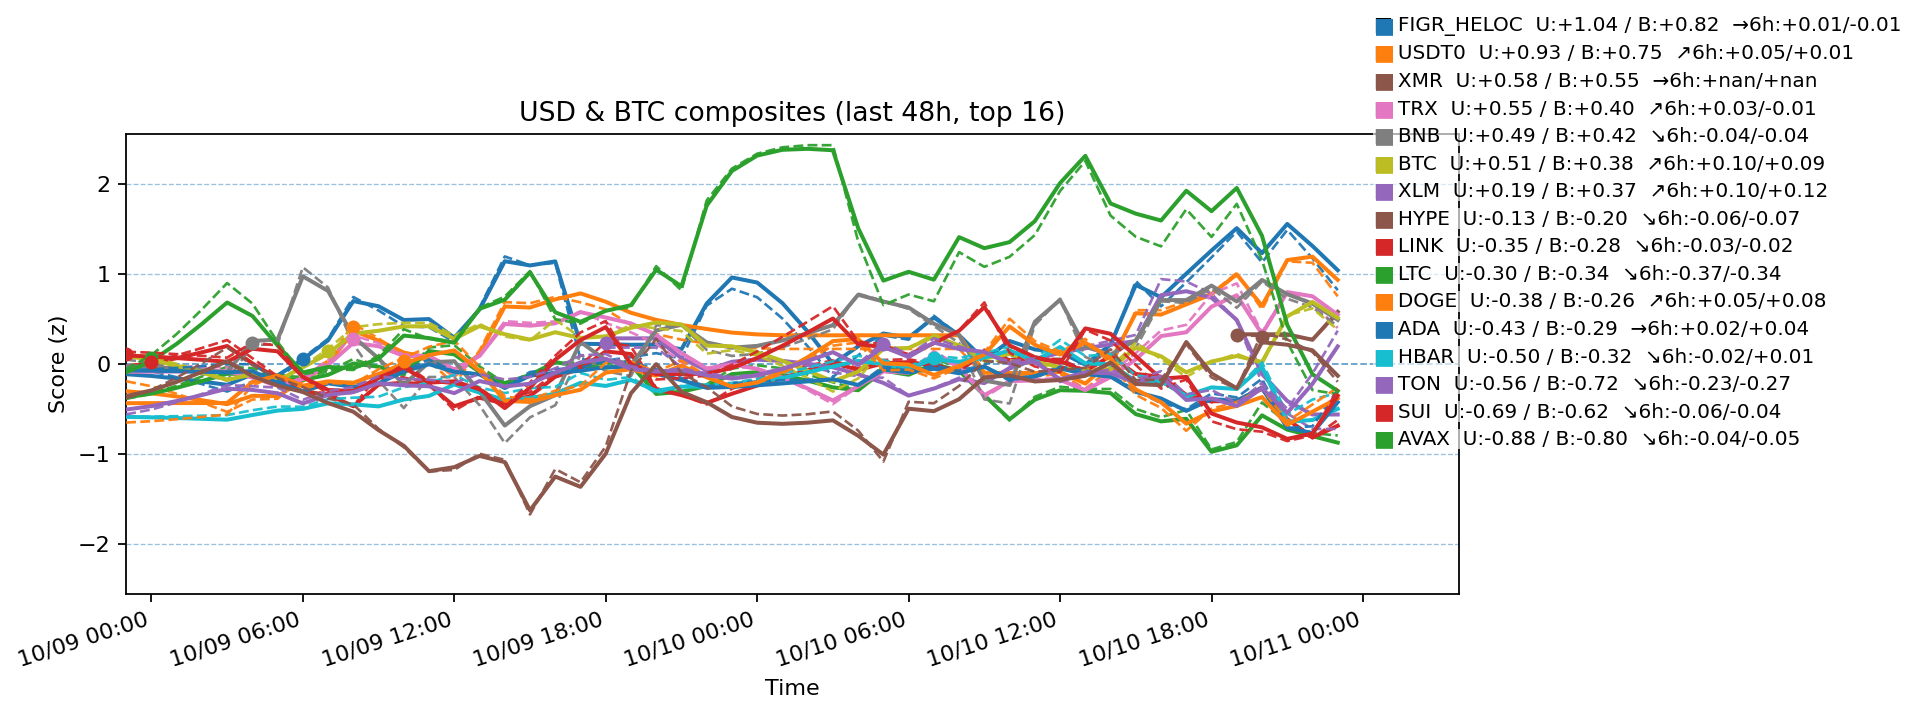 FIGR_HELOC U:+1.04 / B:+0.82 →6h:+0.01/-0.01
USDT0 U:+0.93 / B:+0.75 ↗6h:+0.05/+0.01
XMR U:+0.58 / B:+0.55 →6h:+nan/+nan
TRX U:+0.55 / B:+0.40 ↗6h:+0.03/-0.01
BNB U:+0.49 / B:+0.42 ↘6h:-0.04/-0.04
BTC U:+0.51 / B:+0.38 ↗6h:+0.10/+0.09
XLM U:+0.19 / B:+0.37 ↗6h:+0.10/+0.12
HYPE U:-0.13 / B:-0.20 ↘6h:-0.06/-0.07
LINK U:-0.35 / B:-0.28 ↘6h:-0.03/-0.02
LTC U:-0.30 / B:-0.34 ↘6h:-0.37/-0.34
DOGE U:-0.38 / B:-0.26 ↗6h:+0.05/+0.08
ADA U:-0.43 / B:-0.29 →6h:+0.02/+0.04
HBAR U:-0.50 / B:-0.32 ↘6h:-0.02/+0.01
TON U:-0.56 / B:-0.72 ↘6h:-0.23/-0.27
SUI U:-0.69 / B:-0.62 ↘6h:-0.06/-0.04
AVAX U:-0.88 / B:-0.80 ↘6h:-0.04/-0.05
USD & BTC composites (last 48h, top 16)
Score (z)
2
1
0
−1
−2
10/09 00:00
10/09 06:00
10/09 12:00
10/09 18:00
10/10 00:00
10/10 06:00
10/10 12:00
10/10 18:00
10/11 00:00
Time